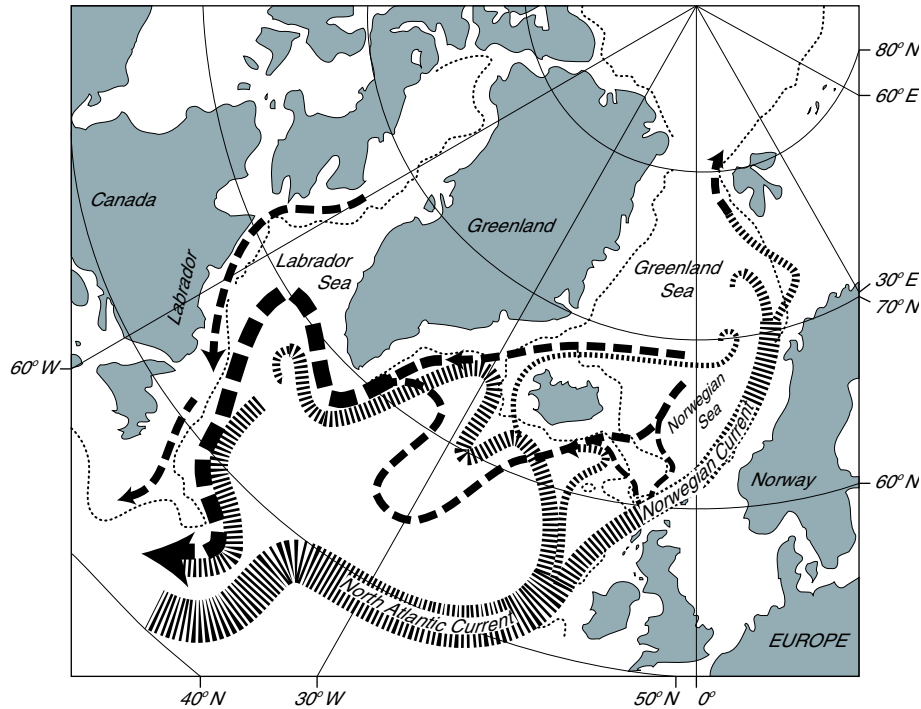 80° N
60° E
Canada
Greenland
Labrador
Labrador
Sea
Greenland
Sea
30° E
70° N
60° W
Norwegian
Sea
Norwegian Current
Norway
60° N
North Atlantic Current
EUROPE
40° N
30° W
50° N
0°